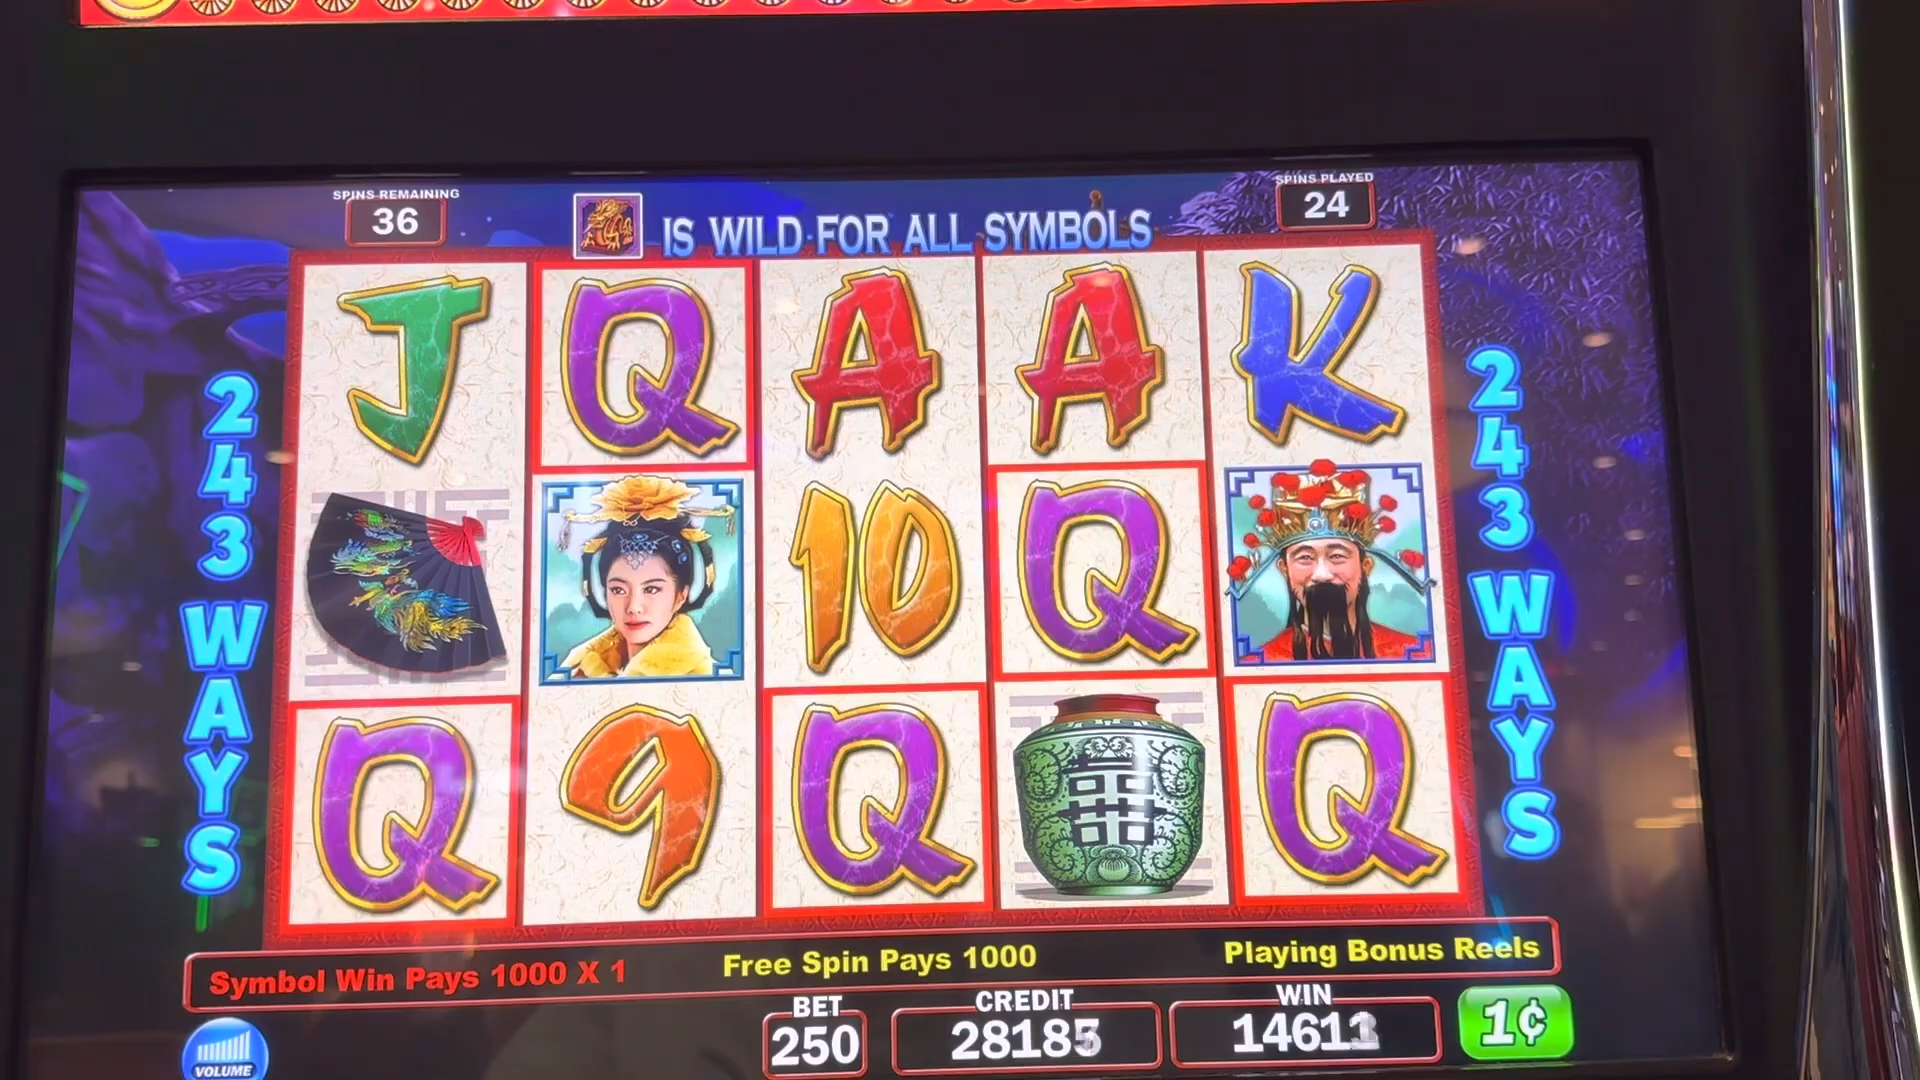 SPINS REMAINING
36
IS WILD FOR ALL SYMBOLS
SPINS PLAYED
24
243 WAYS
J Q A A K
10 Q
Q 9 Q Q
243 WAYS
Symbol Win Pays 1000 X 1
Free Spin Pays 1000
Playing Bonus Reels
VOLUME
BET
250
CREDIT
WIN
1¢